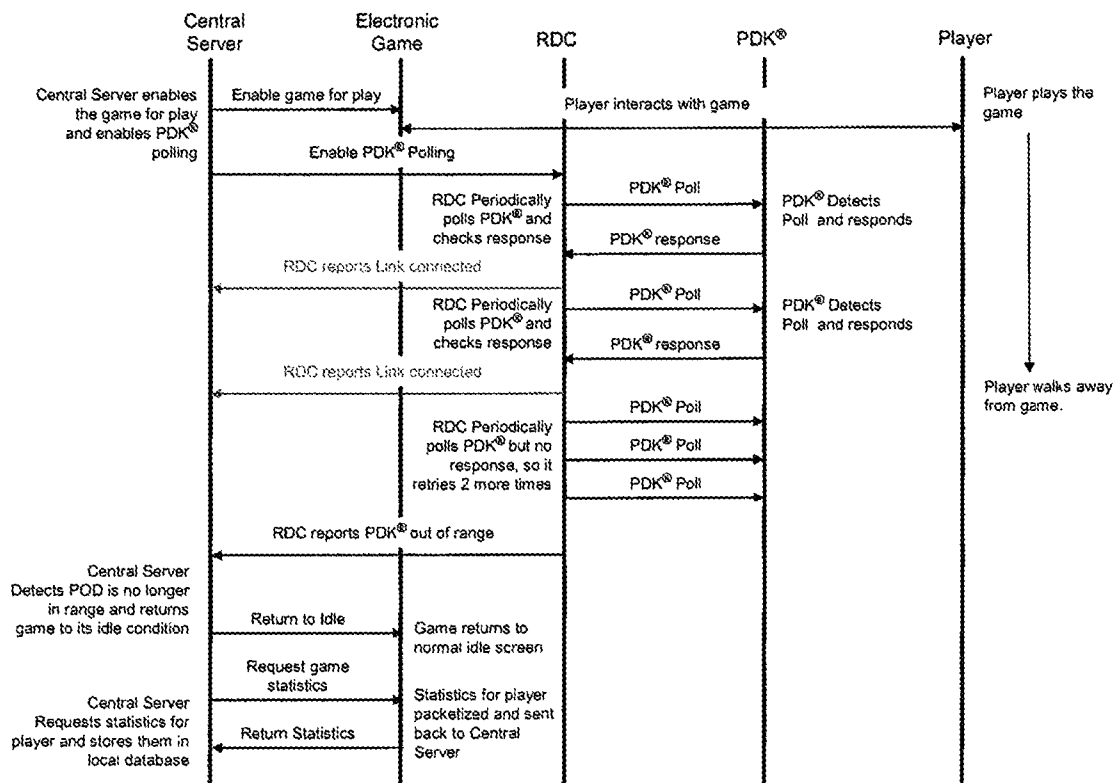 Central
Server
Electronic
Game
RDC
PDK®
Player
Central Server enables
the game for play
and enables PDK®
polling
Enable game for play
Player interacts with game
Player plays the
game
Enable PDK® Polling
RDC Periodically
polls PDK® and
checks response
PDK® Poll
PDK® Detects
Poll and responds
PDK® response
RDC reports Link connected
RDC Periodically
polls PDK® and
checks response
PDK® Poll
PDK® Detects
Poll and responds
PDK® response
RDC reports Link connected
Player walks away
from game.
RDC Periodically
polls PDK® but no
response, so it
retries 2 more times
PDK® Poll
PDK® Poll
PDK® Poll
RDC reports PDK® out of range
Central Server
Detects POD is no longer
in range and returns
game to its idle condition
Return to Idle
Game returns to
normal idle screen
Request game
statistics
Central Server
Requests statistics for
player and stores them in
local database
Statistics for player
packetized and sent
back to Central
Server
Return Statistics